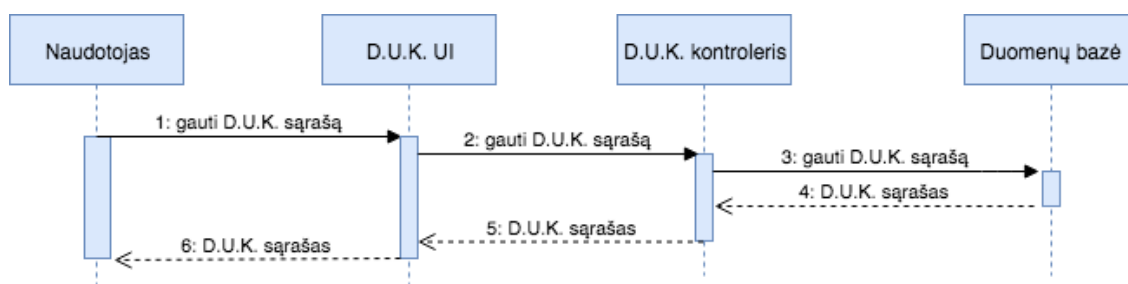 Naudotojas
D.U.K. UI
D.U.K. kontroleris
Duomenų bazė
1: gauti D.U.K. sąrašą
2: gauti D.U.K. sąrašą
3: gauti D.U.K. sąrašą
4: D.U.K. sąrašas
5: D.U.K. sąrašas
6: D.U.K. sąrašas